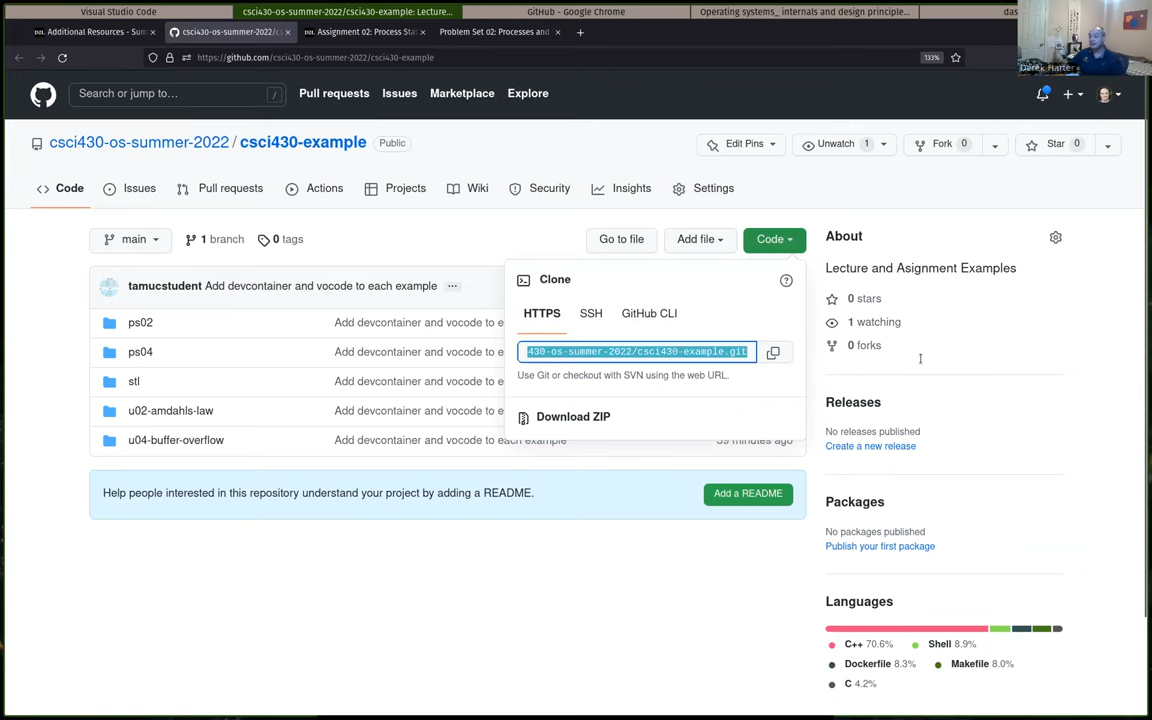 Visual Studio Code
csci430-os-summer-2022/csci430-example: Lecture...
GitHub - Google Chrome
Operating systems_ internals and design principle...
das
Additional Resources - Sum
csci430-os-summer-2022/cs
Assignment 02: Process Sta
Problem Set 02: Processes and
https://github.com/csci430-os-summer-2022/csci430-example
133%
Derek Harter
Search or jump to...
/
Pull requests
Issues
Marketplace
Explore
csci430-os-summer-2022 / csci430-example
Public
Edit Pins
Unwatch 1
Fork 0
Star 0
Code
Issues
Pull requests
Actions
Projects
Wiki
Security
Insights
Settings
main
1 branch
0 tags
Go to file
Add file
Code
tamucstudent Add devcontainer and vocode to each example ...
ps02
Add devcontainer and vocode to e
ps04
Add devcontainer and vocode to e
stl
Add devcontainer and vocode to e
u02-amdahls-law
Add devcontainer and vocode to e
u04-buffer-overflow
Add devcontainer and vocode to each example
39 minutes ago
Clone
?
HTTPS
SSH
GitHub CLI
430-os-summer-2022/csci430-example.git
Use Git or checkout with SVN using the web URL.
Download ZIP
Help people interested in this repository understand your project by adding a README.
Add a README
About
Lecture and Asignment Examples
0 stars
1 watching
0 forks
Releases
No releases published
Create a new release
Packages
No packages published
Publish your first package
Languages
C++ 70.6%
Shell 8.9%
Dockerfile 8.3%
Makefile 8.0%
C 4.2%